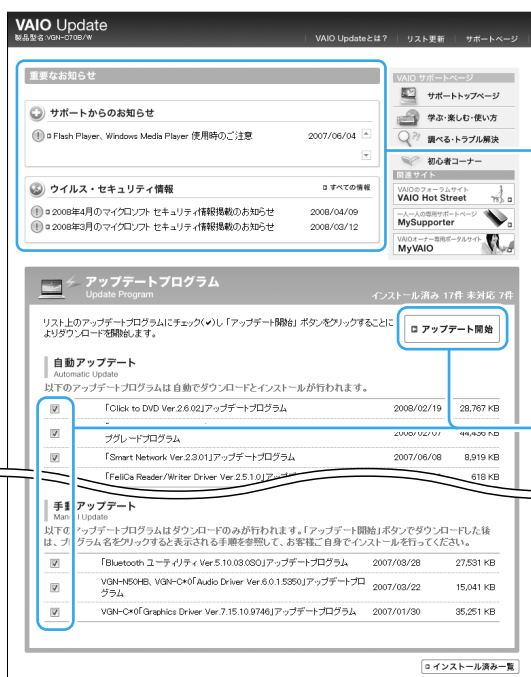 VAIO Update
製品型名:VGN-C70B/W
VAIO Updateとは? リスト更新 サポートページ
重要なお知らせ
サポートからのお知らせ
Flash Player、Windows Media Player 使用時のご注意 2007/06/04
ウイルス・セキュリティ情報 すべての情報
2008年4月のマイクロソフト セキュリティ情報掲載のお知らせ 2008/04/09
2008年3月のマイクロソフト セキュリティ情報掲載のお知らせ 2008/03/12
VAIO サポートページ
サポートトップページ
学ぶ・楽しむ・使い方
調べる・トラブル解決
初心者コーナー
関連サイト
VAIOのフォーラムサイト
VAIO Hot Street
一人一人の専用サポートページ
MySupporter
VAIOオーナー専用ポータルサイト
MyVAIO
アップデートプログラム
Update Program
インストール済み 17件 未対応 7件
リスト上のアップデートプログラムにチェック(✔)し「アップデート開始」ボタンをクリックすることに
よりダウンロードを開始します。
アップデート開始
自動アップデート
Automatic Update
以下のアップデートプログラムは自動でダウンロードとインストールが行われます。
「Click to DVD Ver.2.6.02」アップデートプログラム 2008/02/19 28,767 KB
プグレードプログラム 2008/02/07 44,436 KB
「Smart Network Ver.2.3.01」アップデートプログラム 2007/06/08 8,919 KB
「FeliCa Reader/Writer Driver Ver.2.5.1.0」アップデ 618 KB
手動アップデート
Manual Update
以下のアップデートプログラムはダウンロードのみが行われます。「アップデート開始」ボタンでダウンロードした後
は、プログラム名をクリックすると表示される手順を参照して、お客様ご自身でインストールを行ってください。
「Bluetooth ユーティリティ Ver.5.10.03.0SO」アップデートプログラム 2007/03/28 27,531 KB
VGN-N50HB、VGN-C*0「Audio Driver Ver.6.0.1.5350」アップデートプロ
グラム 2007/03/22 15,041 KB
VGN-C*0「Graphics Driver Ver.7.15.10.9746」アップデートプログラム 2007/01/30 35,251 KB
インストール済み一覧